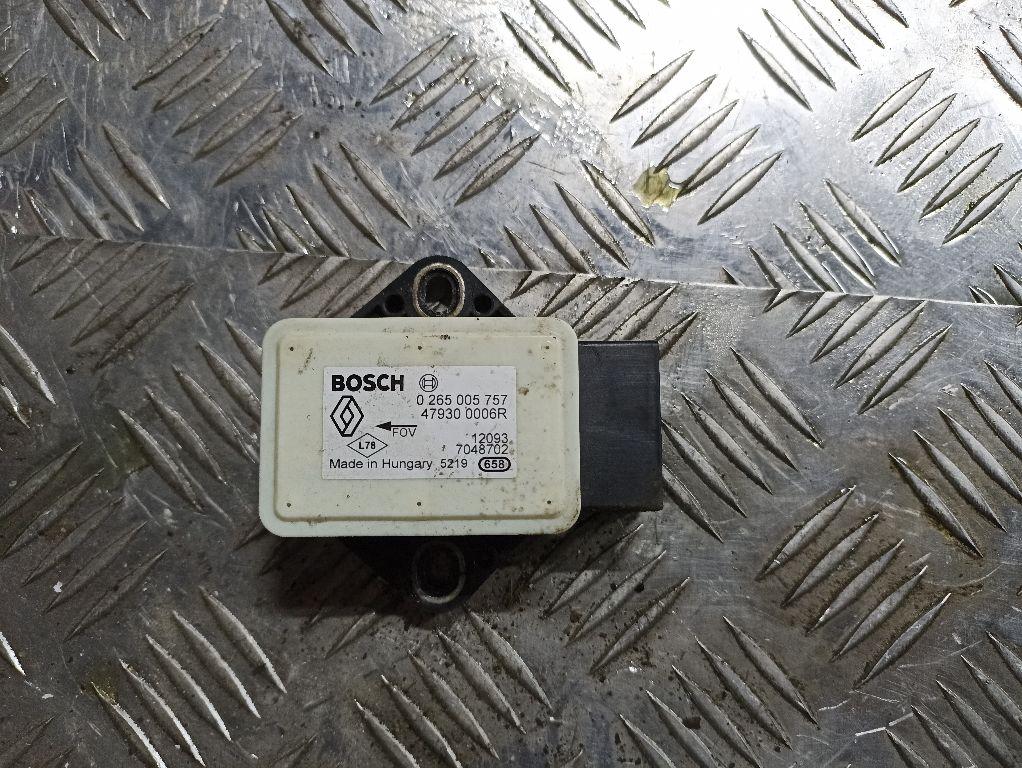 BOSCH
0 265 005 757
47930 0006R
FOV
12093
L78
7048702
Made in Hungary 5219 658